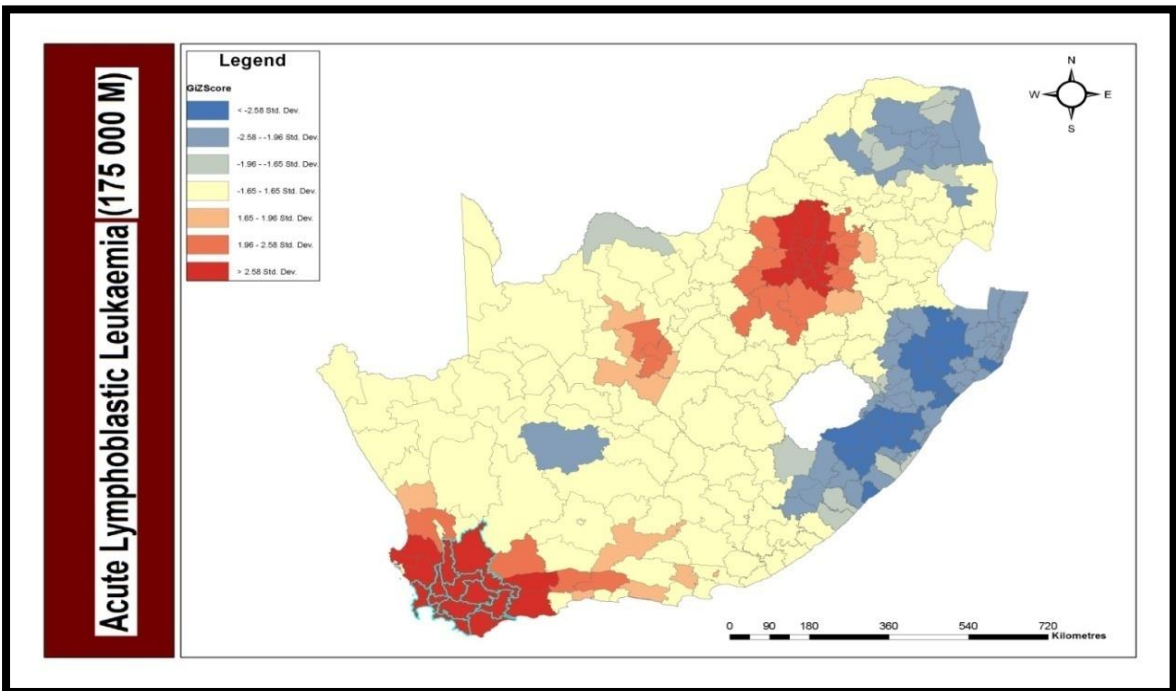 Acute Lymphoblastic Leukaemia (175 000 M)
Legend
GiZScore
< -2.58 Std. Dev.
-2.58 - -1.96 Std. Dev.
-1.96 - -1.65 Std. Dev.
-1.65 - 1.65 Std. Dev.
1.65 - 1.96 Std. Dev.
1.96 - 2.58 Std. Dev.
> 2.58 Std. Dev.
N
W E
S
0 90 180 360 540 720
Kilometres